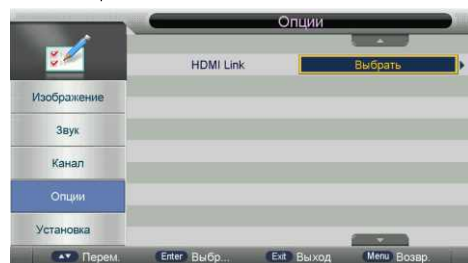 Опции
HDMI Link Выбрать
Изображение
Звук
Канал
Опции
Установка
Перем. Enter Выбр... Exit Выход Menu Возвр.